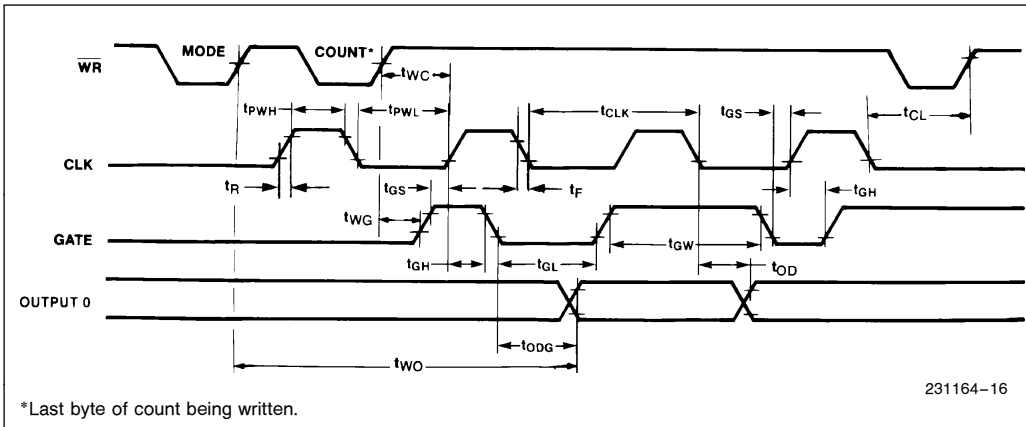 MODE COUNT*
WR
tWC
tPWH tPWL tCLK tGS tCL
CLK
tR tGS tF tGH
tWG
GATE
tGH tGL tGW tOD
OUTPUT 0
tODG
tWO
231164–16
*Last byte of count being written.